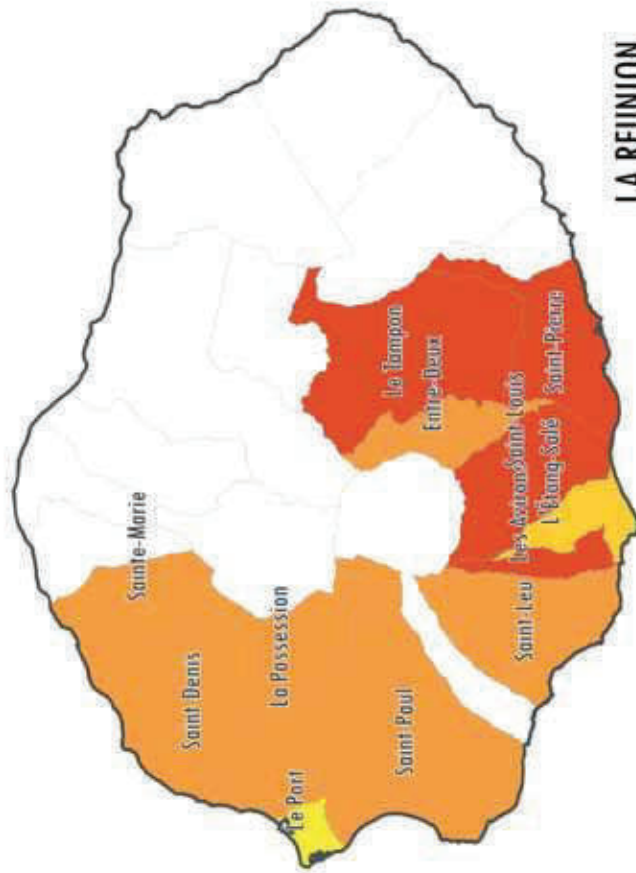 LA REUNION
Sainte-Marie
Saint-Denis
La Possession
Le Port
Saint-Paul
Saint-Leu
Les Avirons
Saint-Louis
L'Étang-Salé
Entre-Deux
Le Tampon
Saint-Pierre